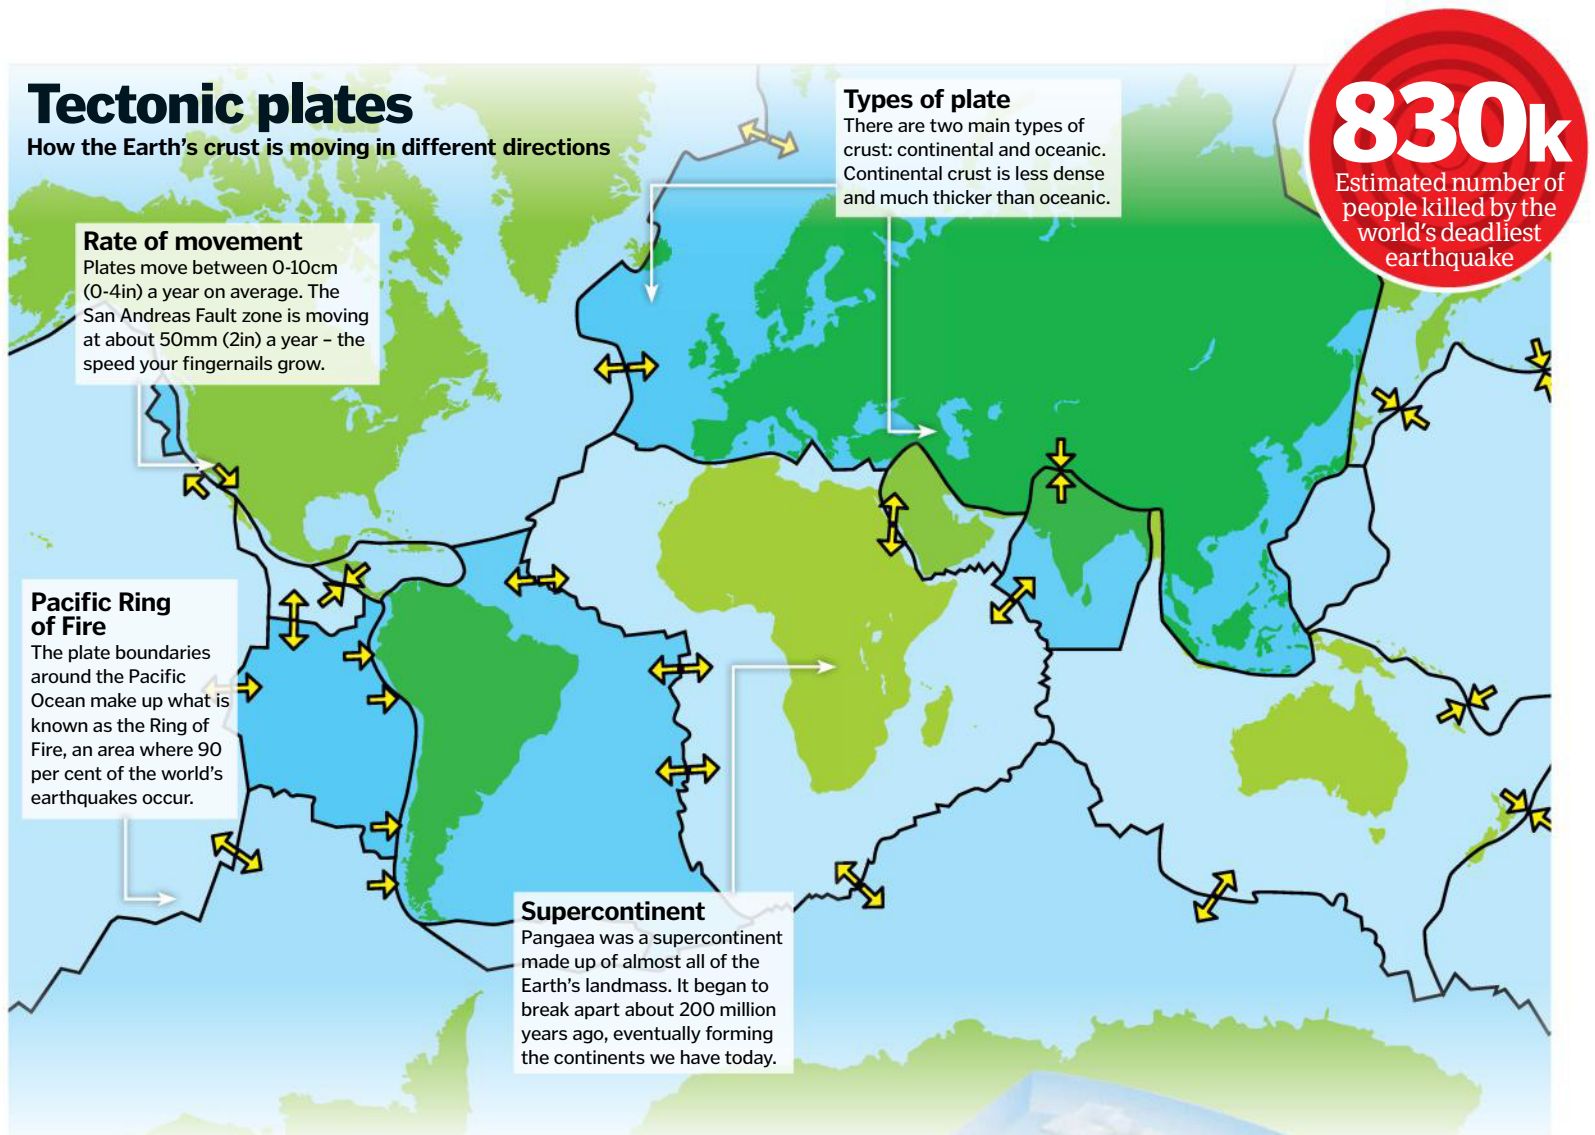 Tectonic plates
How the Earth's crust is moving in different directions
Types of plate
There are two main types of
crust: continental and oceanic.
Continental crust is less dense
and much thicker than oceanic.
830k
Estimated number of
people killed by the
world's deadliest
earthquake
Rate of movement
Plates move between 0-10cm
(0-4in) a year on average. The
San Andreas Fault zone is moving
at about 50mm (2in) a year – the
speed your fingernails grow.
Pacific Ring
of Fire
The plate boundaries
around the Pacific
Ocean make up what is
known as the Ring of
Fire, an area where 90
per cent of the world's
earthquakes occur.
Supercontinent
Pangaea was a supercontinent
made up of almost all of the
Earth's landmass. It began to
break apart about 200 million
years ago, eventually forming
the continents we have today.